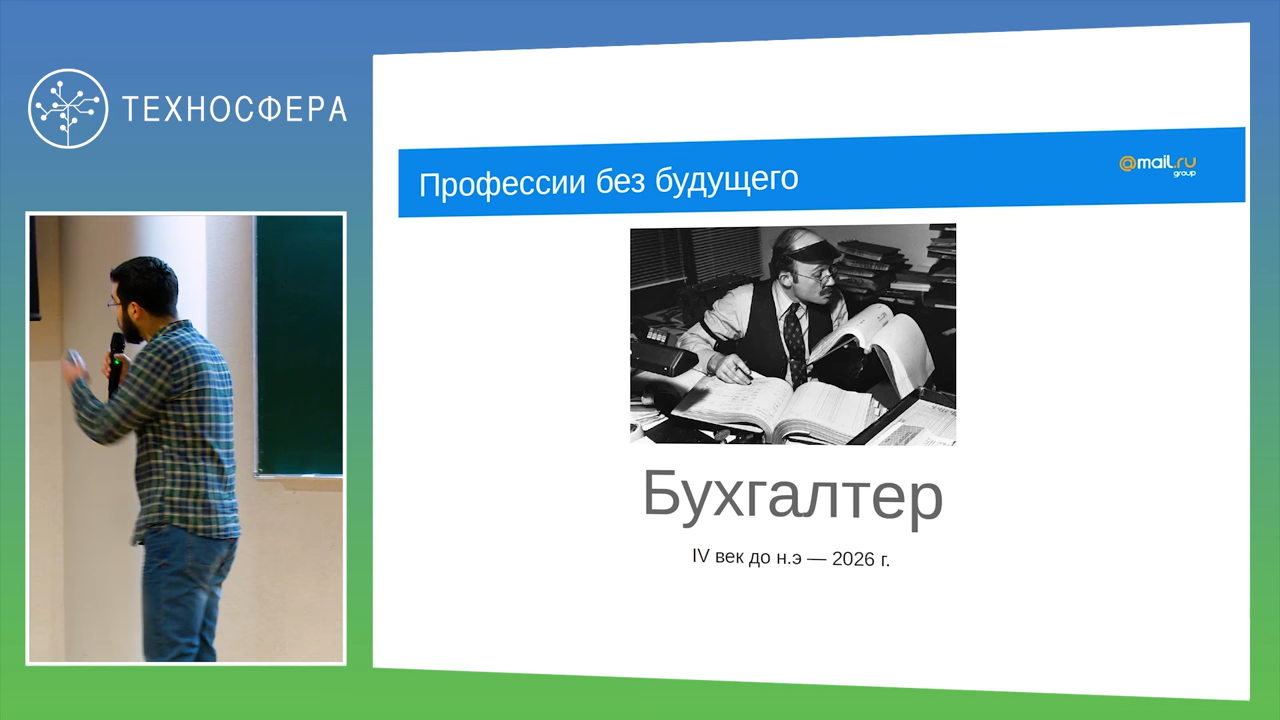 ТЕХНОСФЕРА
Профессии без будущего
@mail.ru
group
Бухгалтер
IV век до н.э — 2026 г.